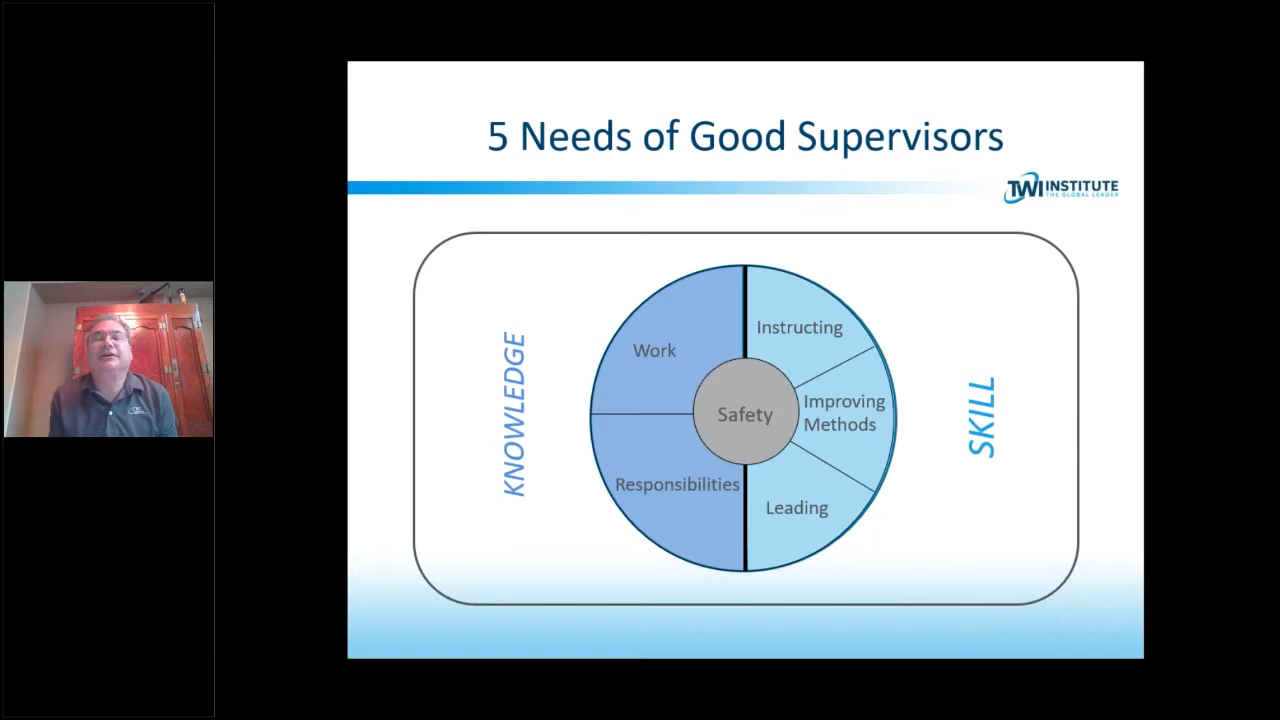 5 Needs of Good Supervisors
TWI INSTITUTE
THE GLOBAL LEADER
KNOWLEDGE
Work
Responsibilities
Safety
Instructing
Improving
Methods
Leading
SKILL